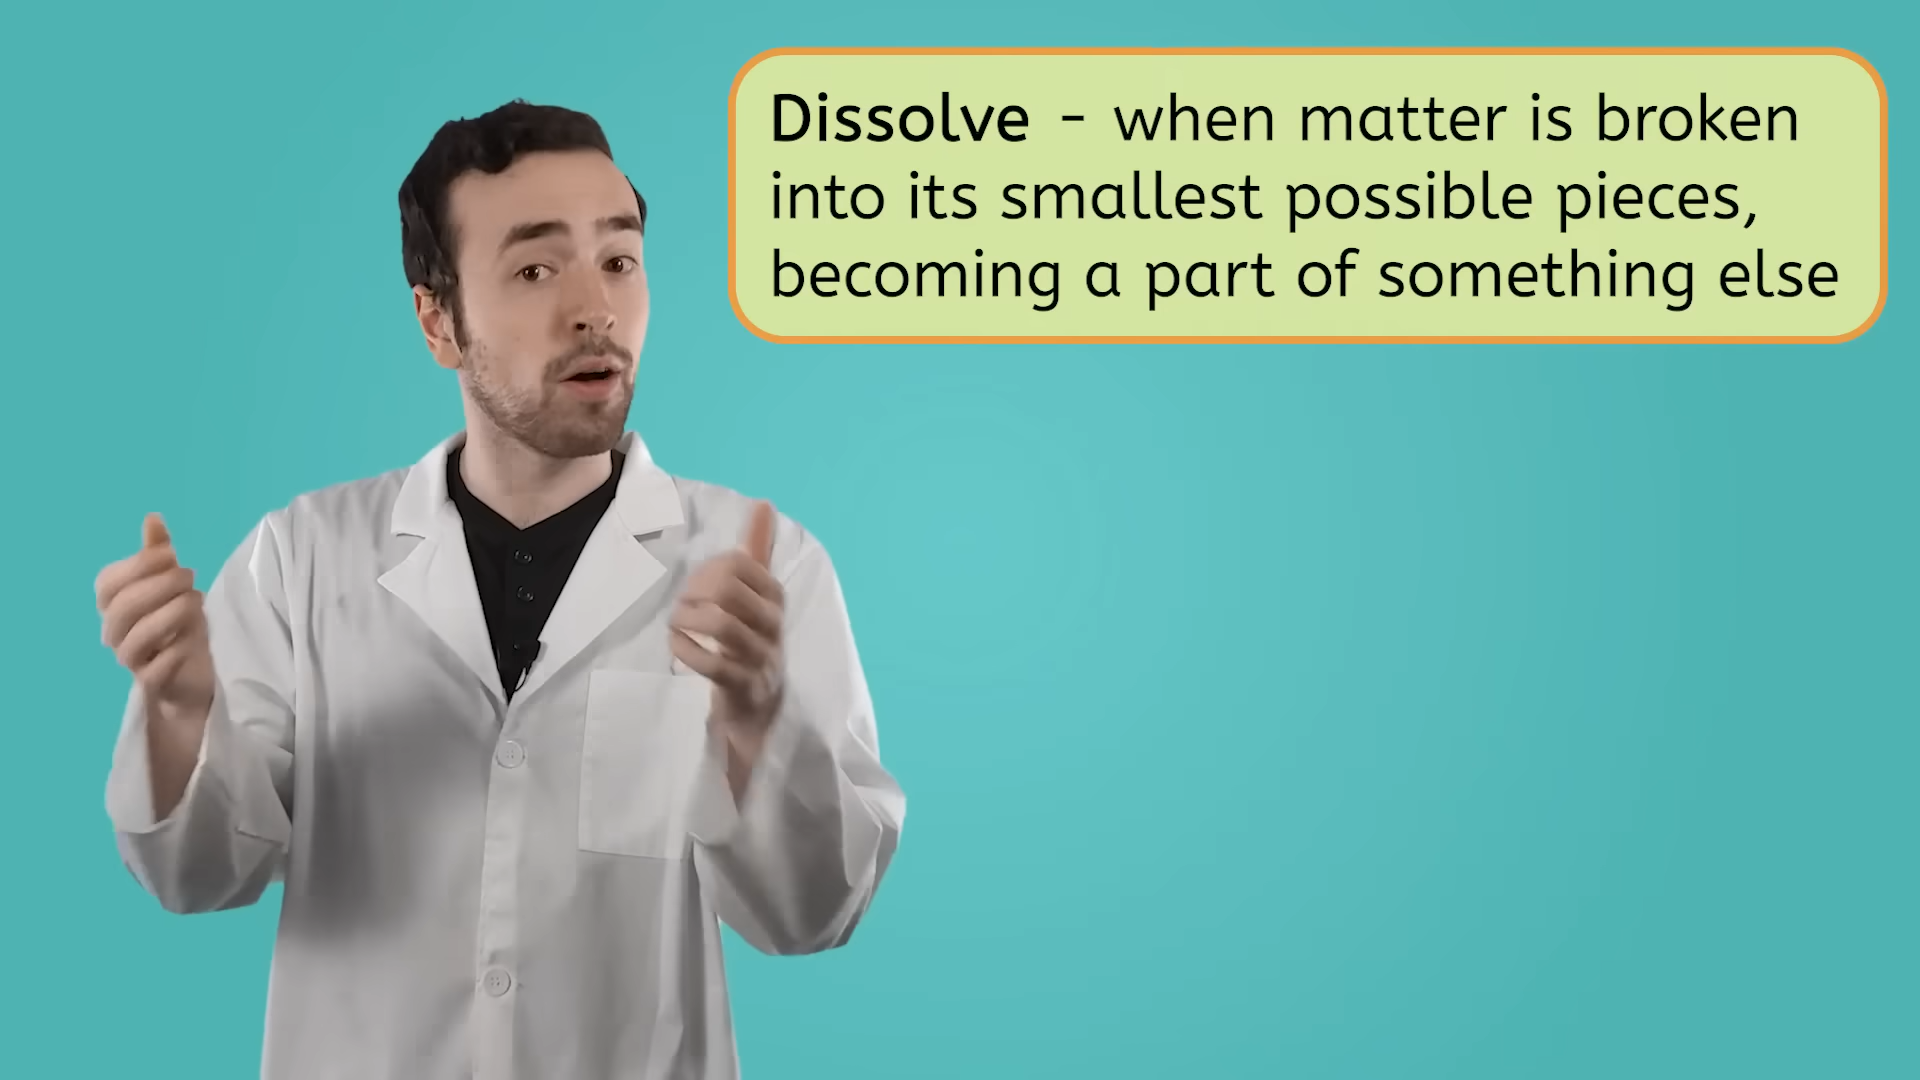 Dissolve - when matter is broken
into its smallest possible pieces,
becoming a part of something else